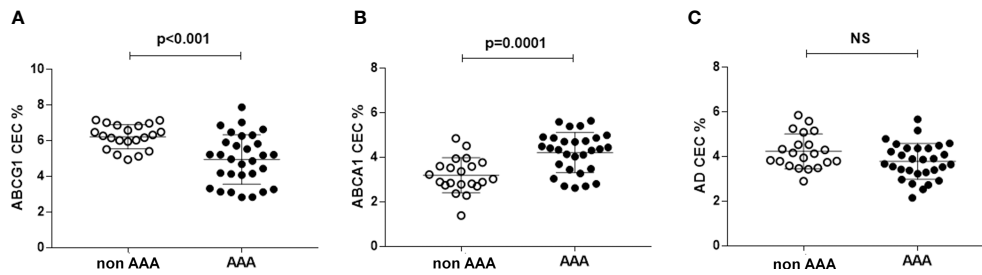 A
p<0.001
ABCG1 CEC %
10
8
6
4
2
0
non AAA
AAA
B
p=0.0001
ABCA1 CEC %
8
6
4
2
0
non AAA
AAA
C
NS
AD CEC %
8
6
4
2
0
non AAA
AAA